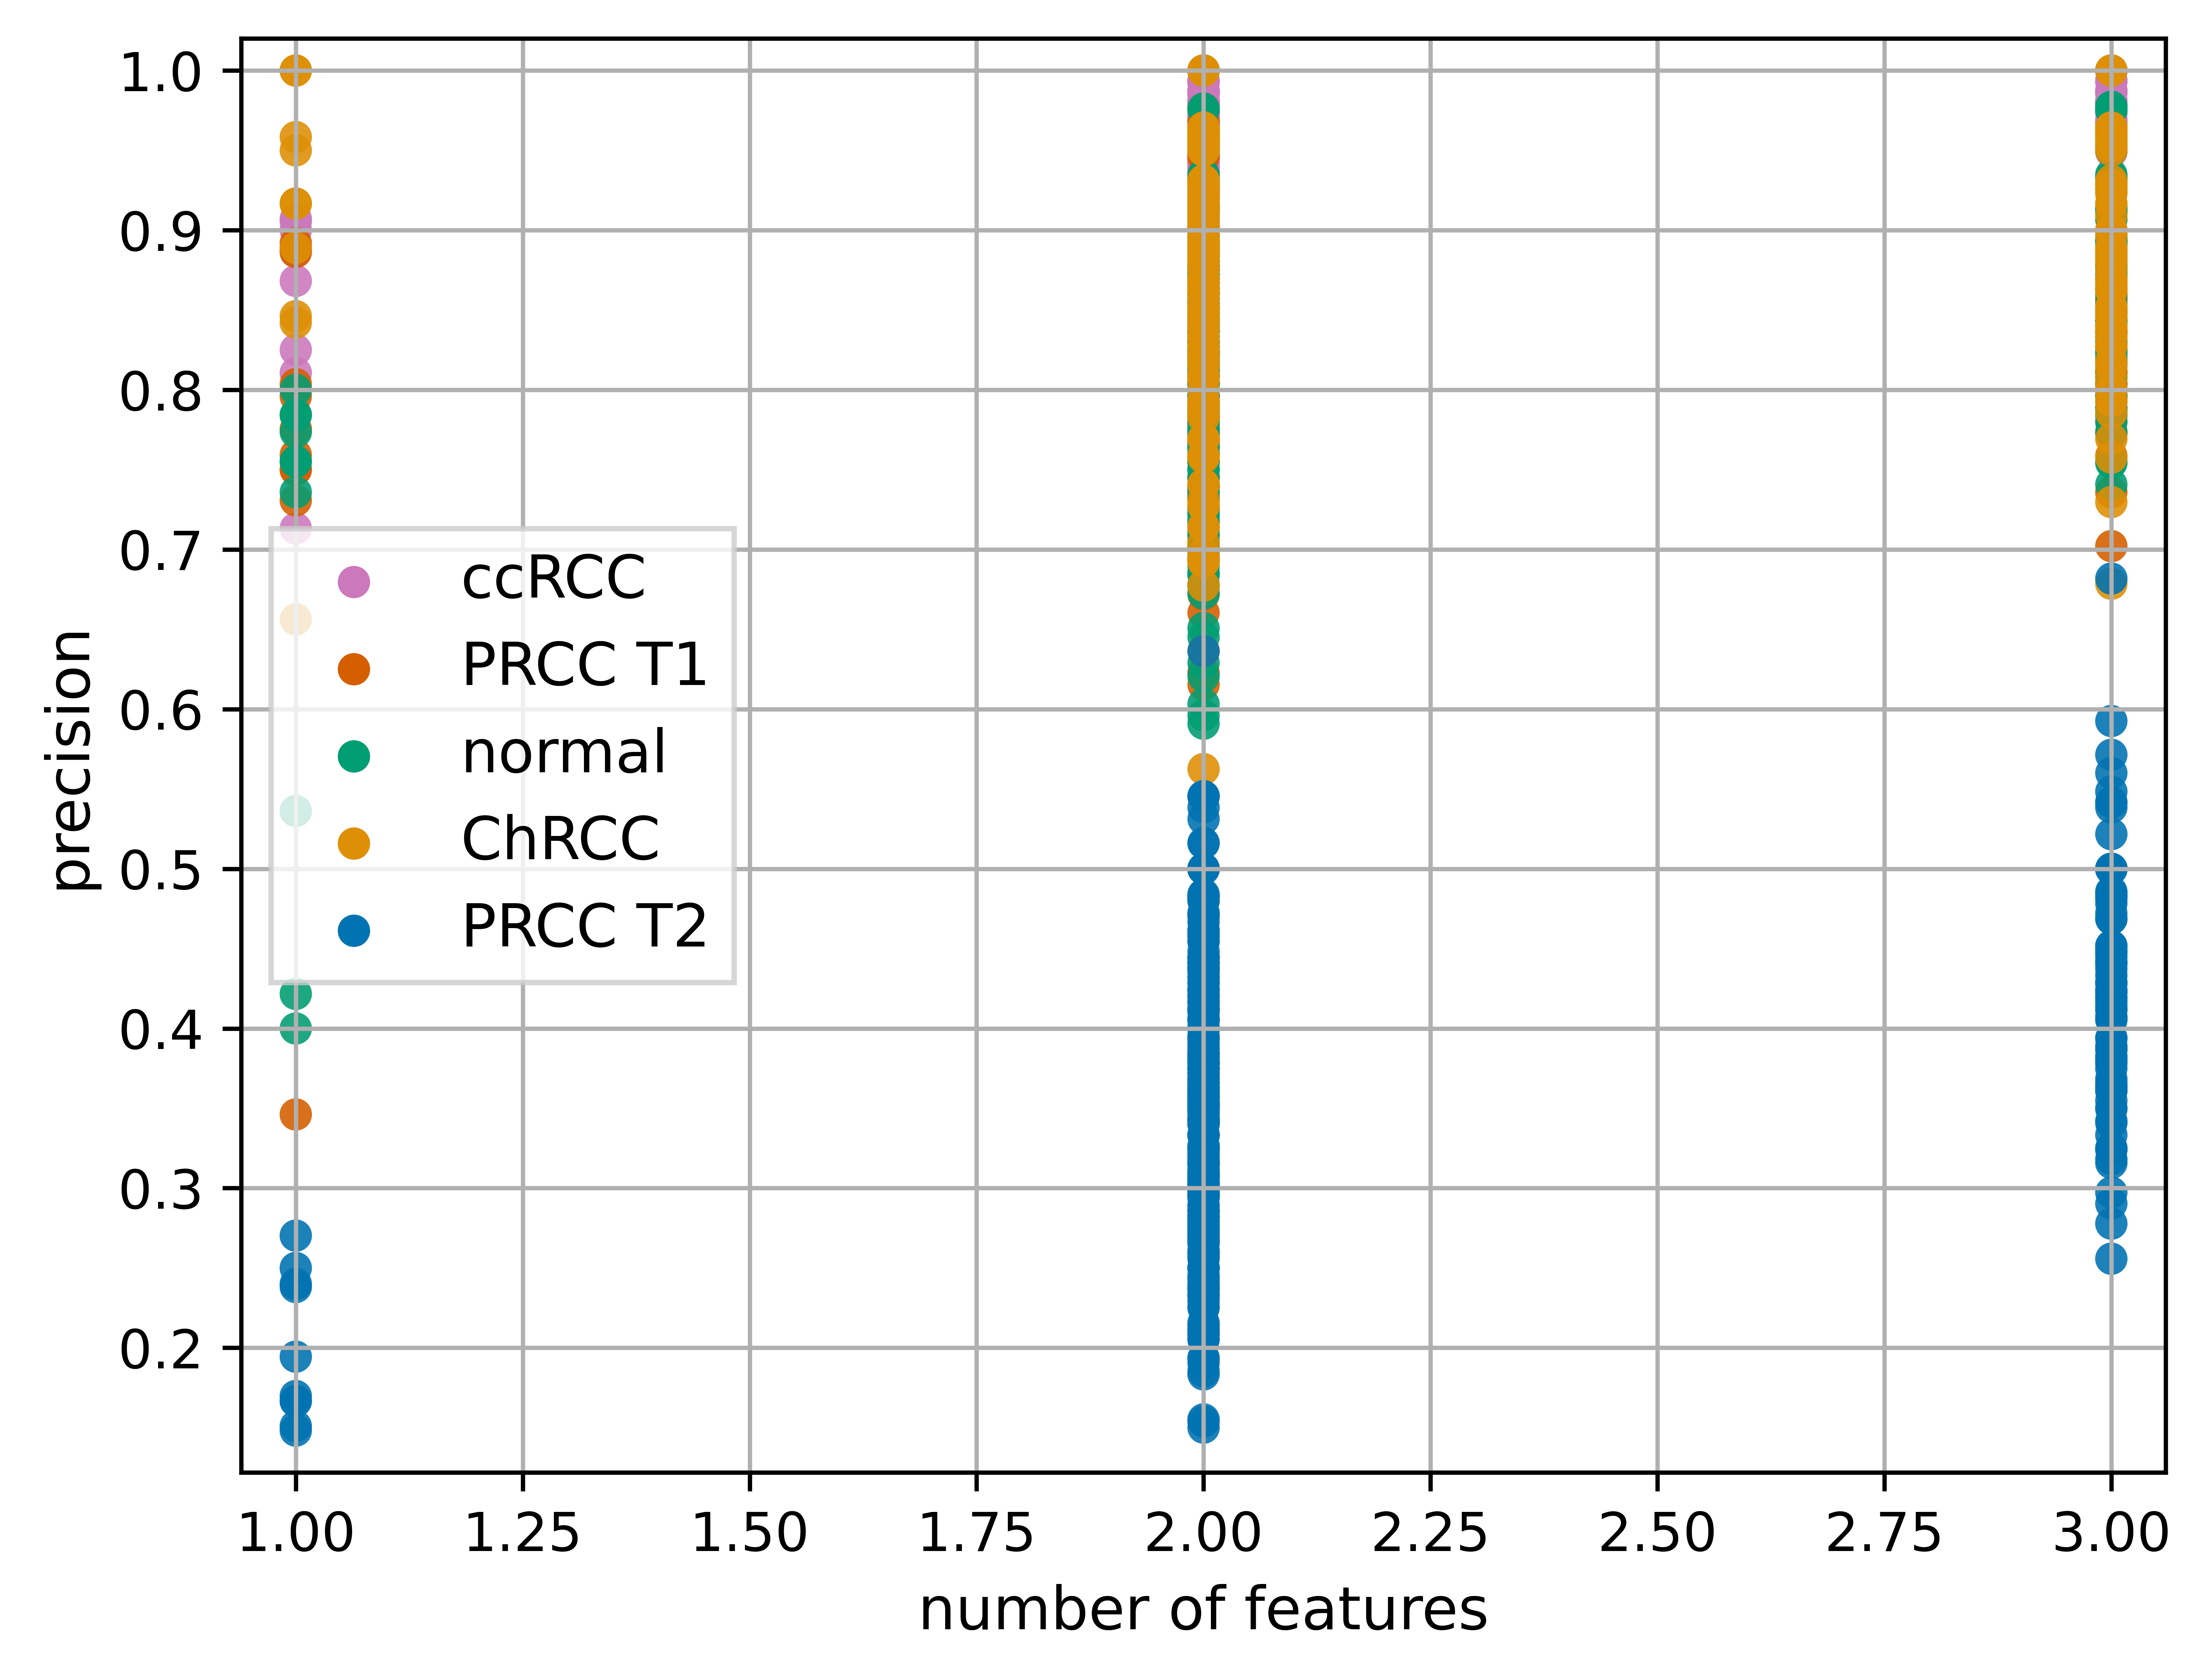 1.0
0.9
0.8
0.7
0.6
0.5
0.4
0.3
0.2
precision
ccRCC
PRCC T1
normal
ChRCC
PRCC T2
1.00 1.25 1.50 1.75 2.00 2.25 2.50 2.75 3.00
number of features